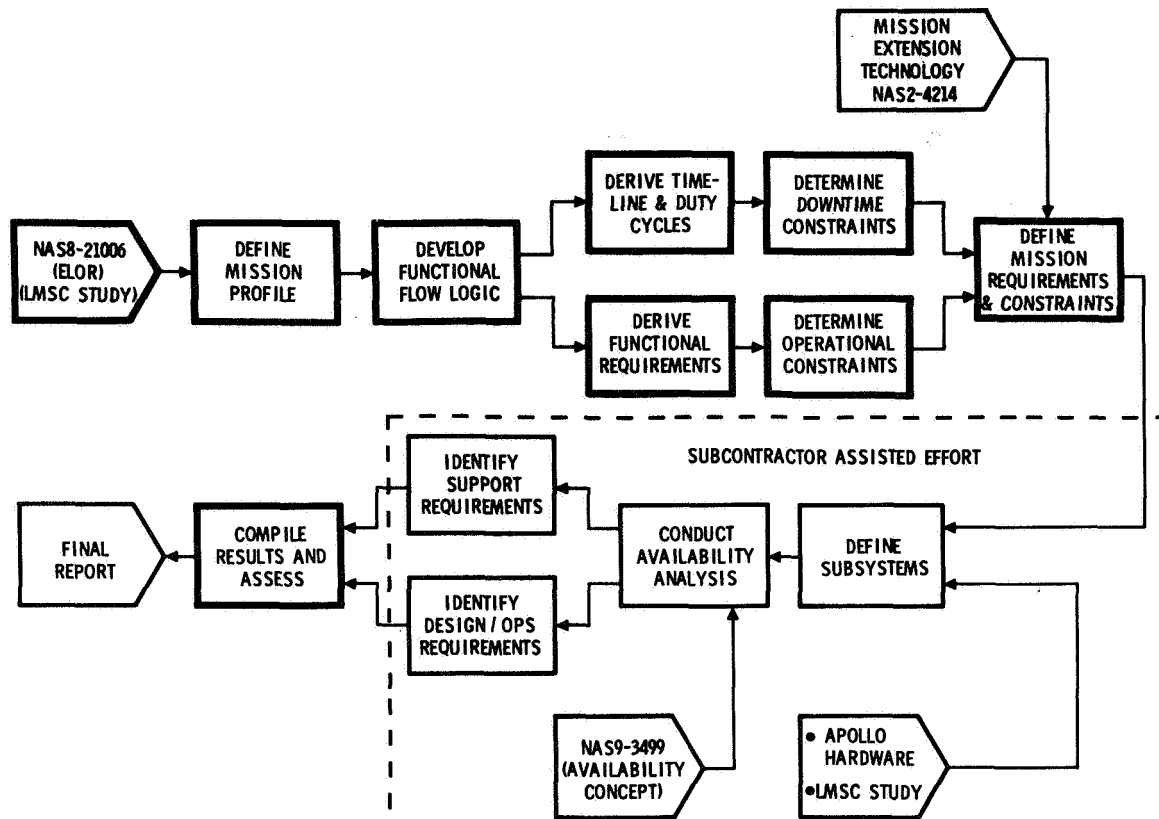 MISSION
EXTENSION
TECHNOLOGY
NAS2-4214
NAS8-21006
(ELOR)
(LMSC STUDY)
DEFINE
MISSION
PROFILE
DEVELOP
FUNCTIONAL
FLOW LOGIC
DERIVE TIME-
LINE & DUTY
CYCLES
DETERMINE
DOWNTIME
CONSTRAINTS
DERIVE
FUNCTIONAL
REQUIREMENTS
DETERMINE
OPERATIONAL
CONSTRAINTS
DEFINE
MISSION
REQUIREMENTS
& CONSTRAINTS
SUBCONTRACTOR ASSISTED EFFORT
DEFINE
SUBSYSTEMS
CONDUCT
AVAILABILITY
ANALYSIS
IDENTIFY
SUPPORT
REQUIREMENTS
IDENTIFY
DESIGN / OPS
REQUIREMENTS
COMPILE
RESULTS AND
ASSESS
FINAL
REPORT
NAS9-3499
(AVAILABILITY
CONCEPT)
• APOLLO
HARDWARE
• LMSC STUDY